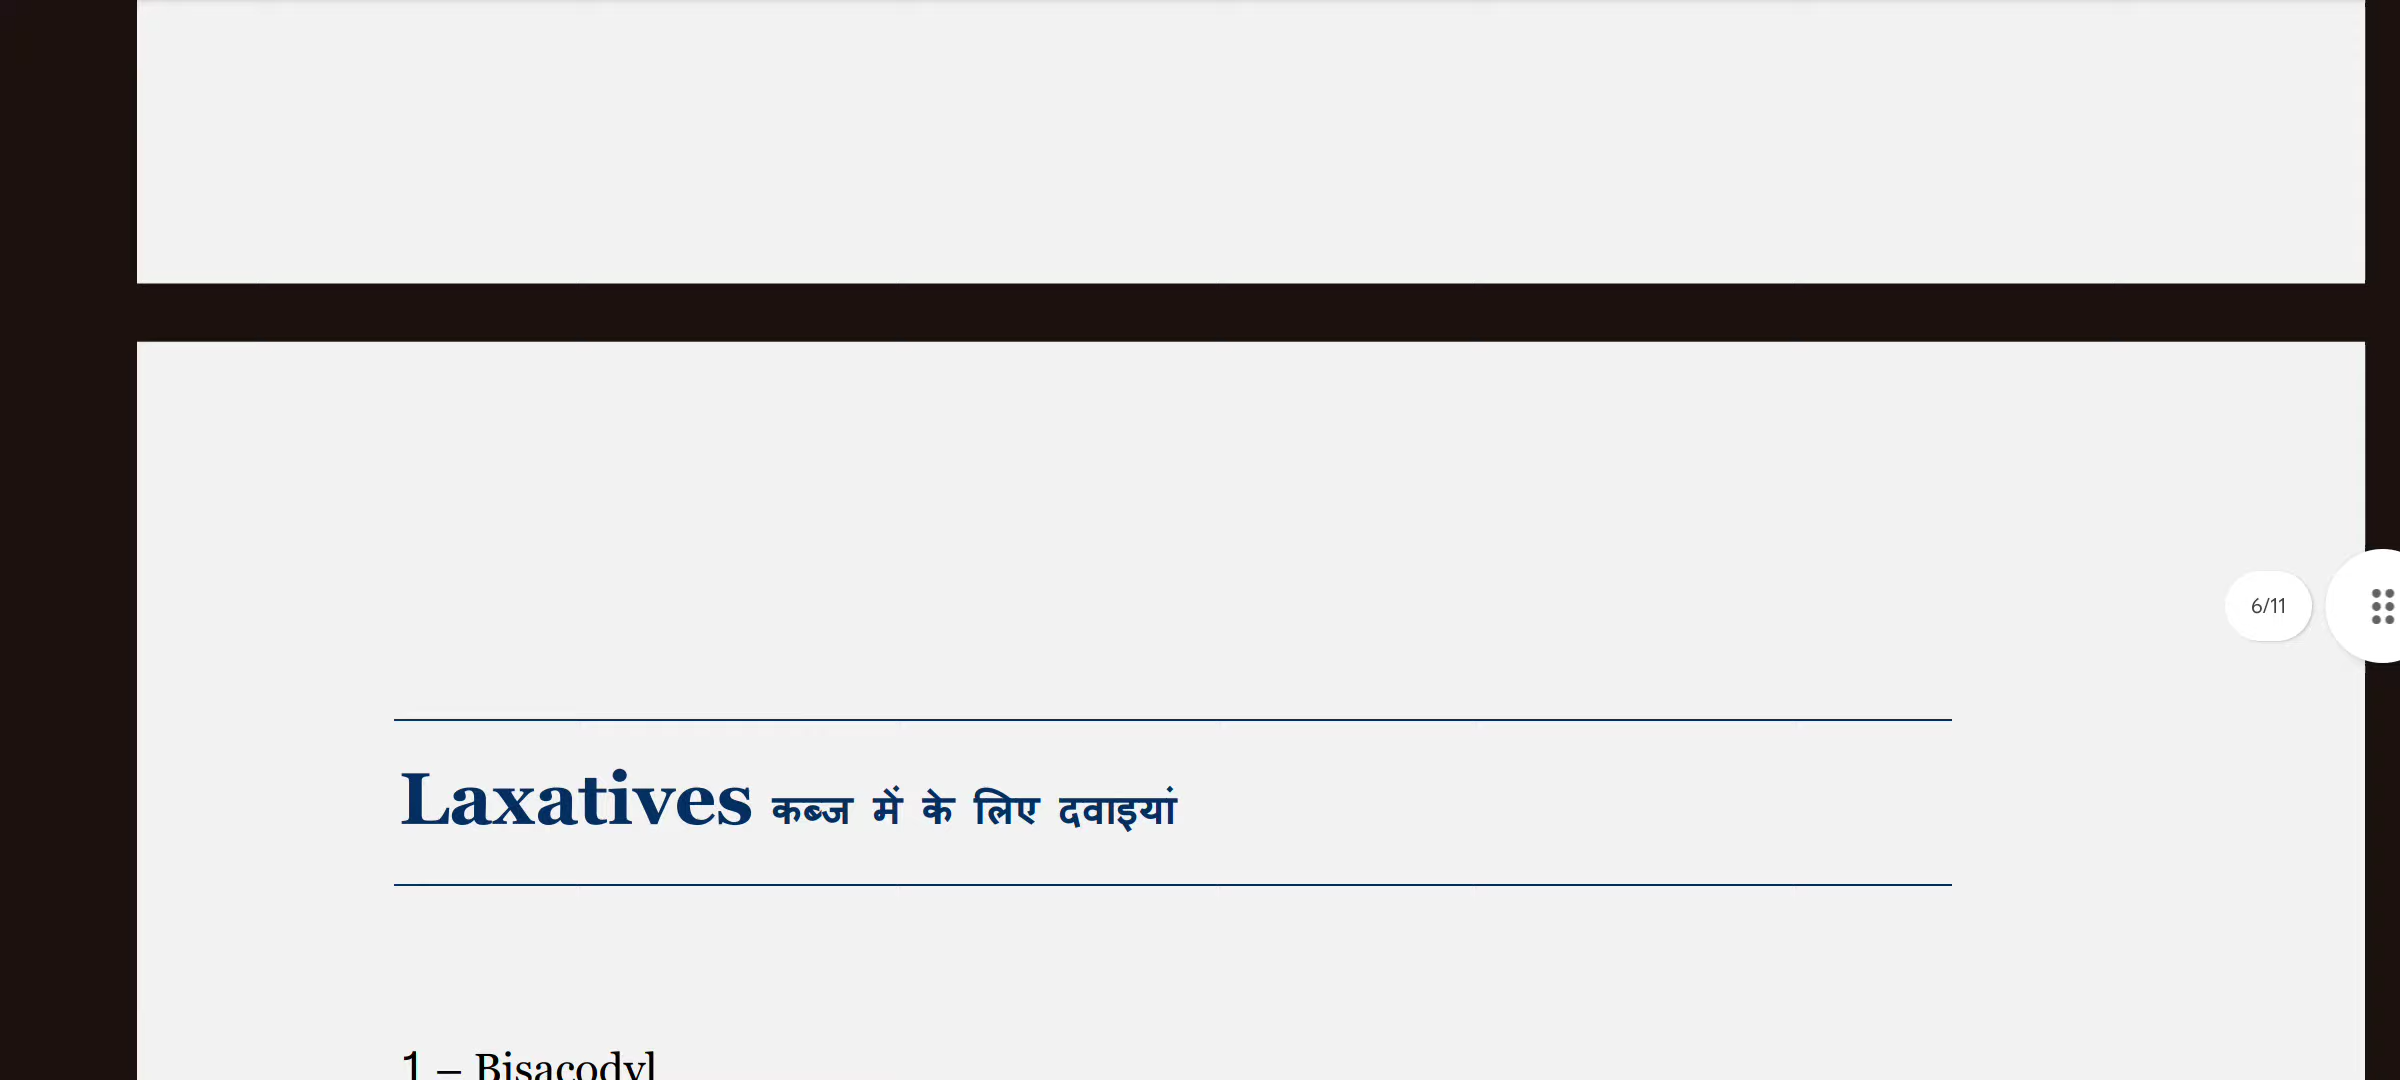 6/11
Laxatives कब्ज में के लिए दवाइयां
1 – Bisacodyl